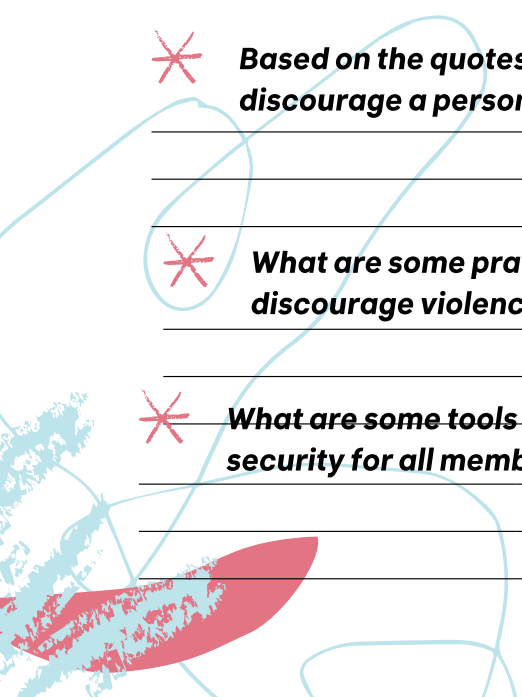 Based on the quotes
discourage a person
What are some pra
discourage violenc
What are some tools
security for all memb